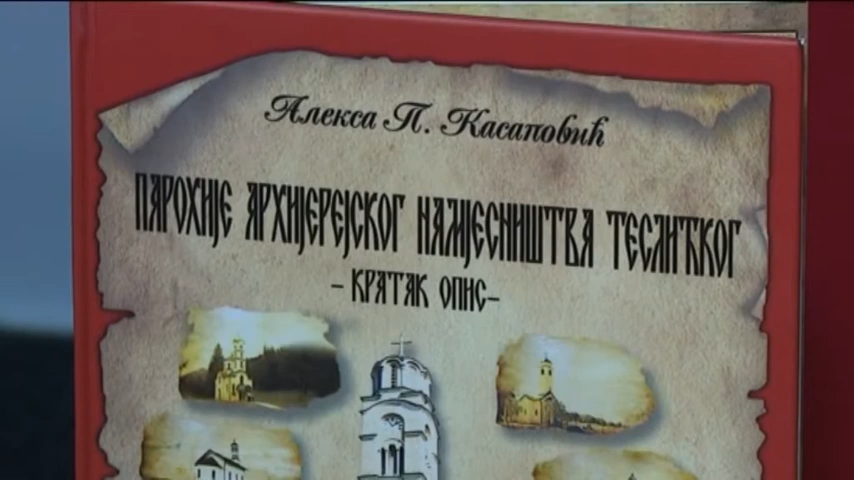 Алекса П. Касаповић
ПАРОХИЈЕ АРХИЈЕРЕЈСКОГ НАМЈЕСНИШТВА ТЕСЛИЋКОГ
- КРАТАК ОПИС-